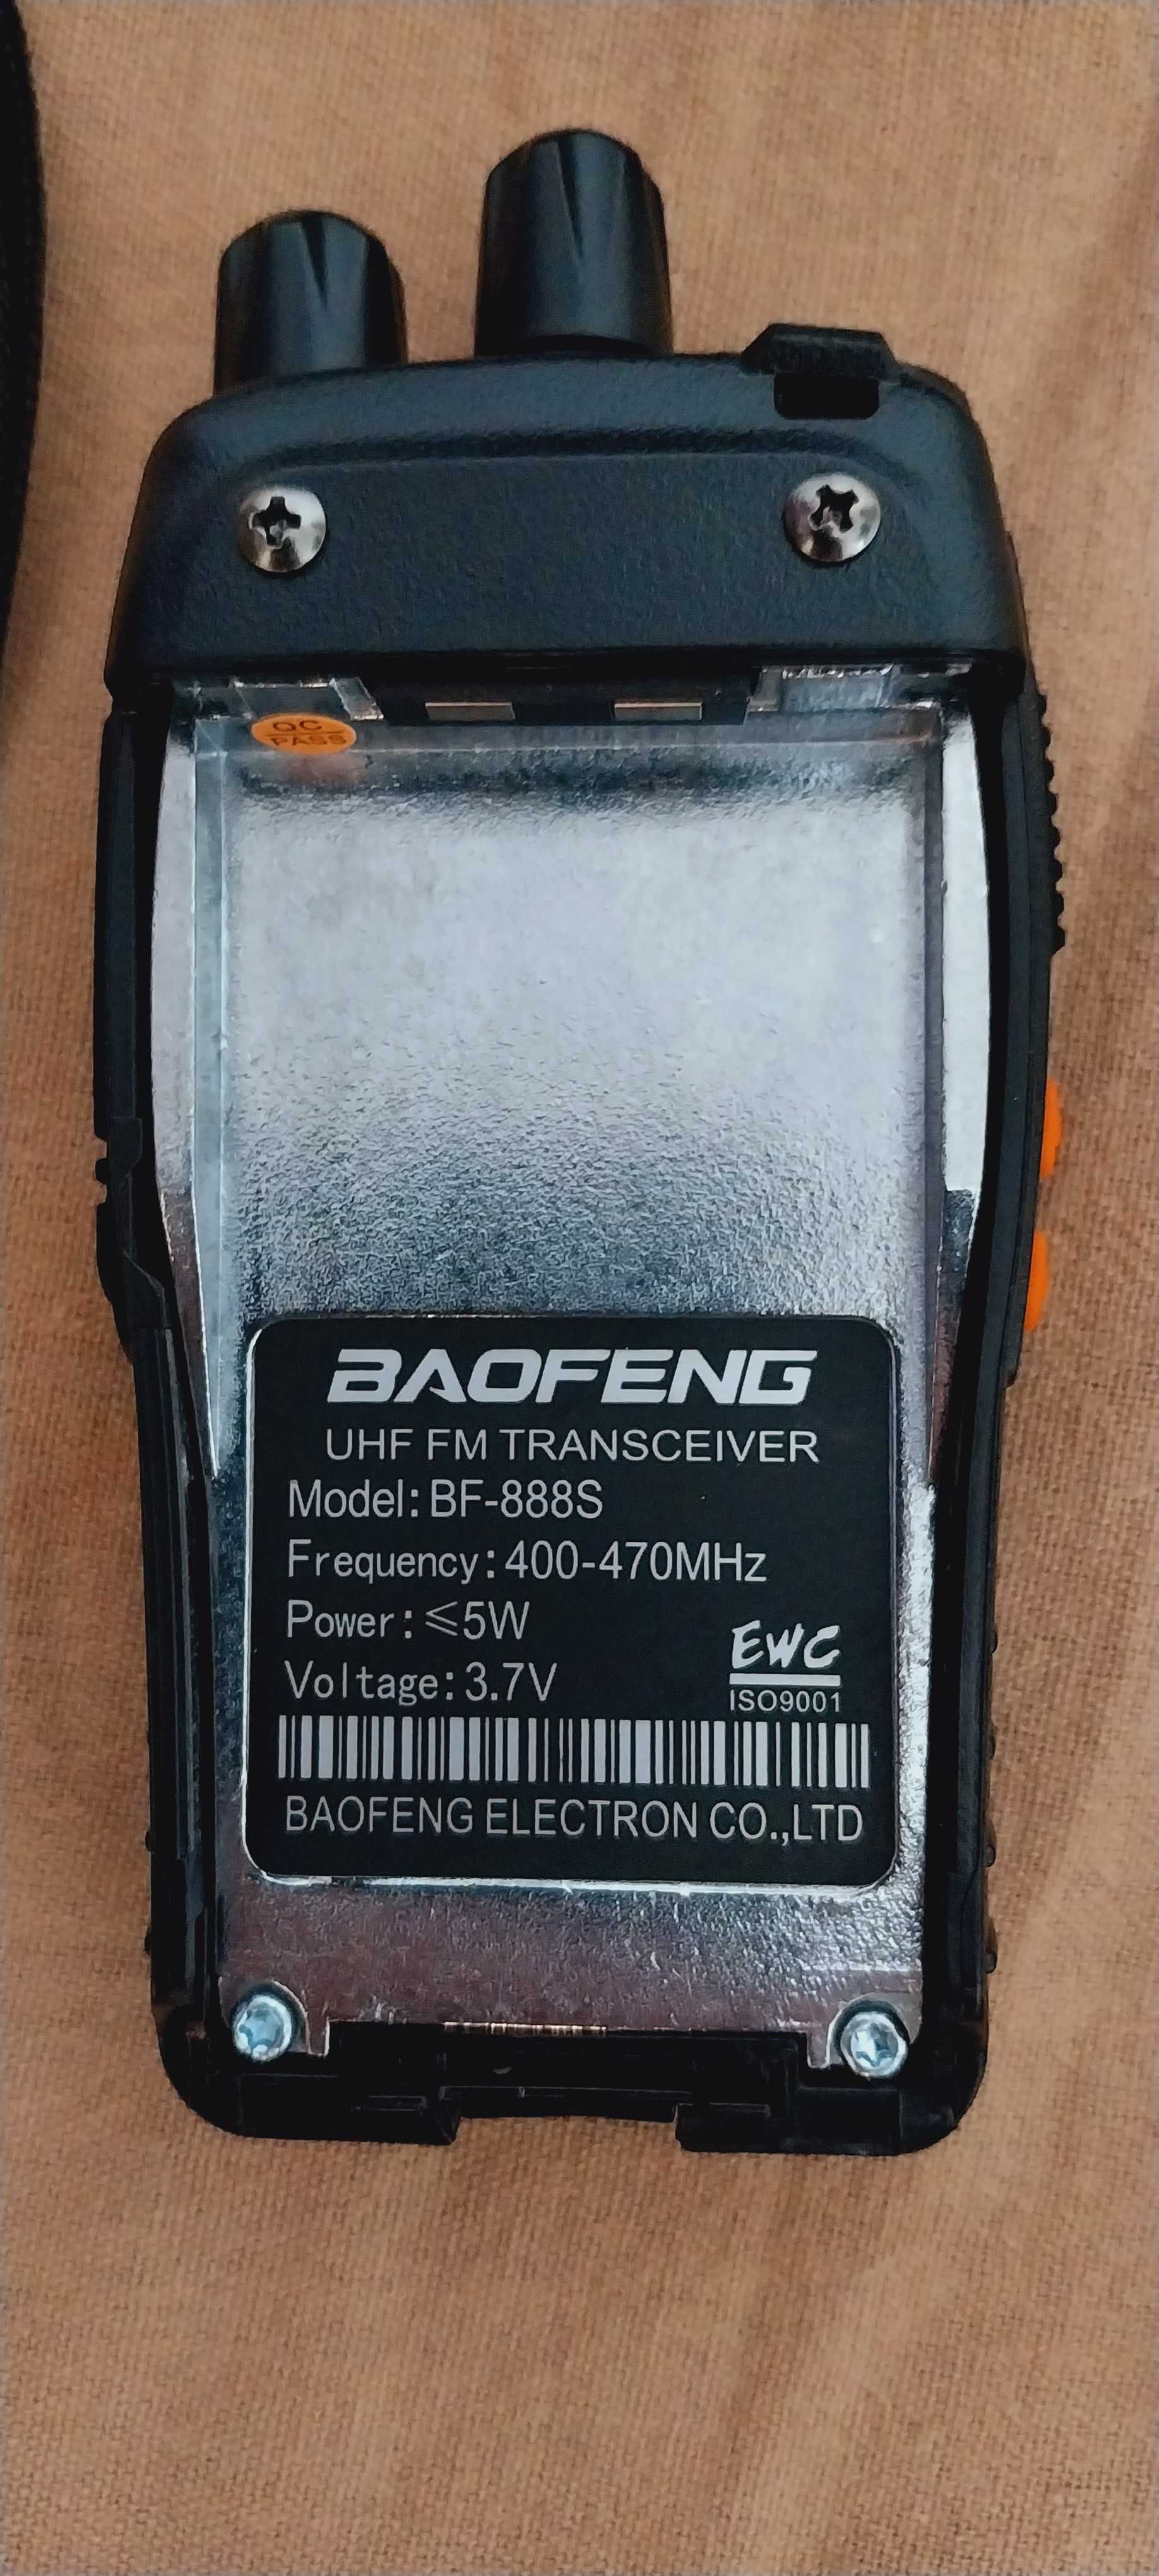 QC
PASS
BAOFENG
UHF FM TRANSCEIVER
Model: BF-888S
Frequency: 400-470MHz
Power: ≤5W
Voltage: 3.7V
EWC
ISO9001
BAOFENG ELECTRON CO.,LTD